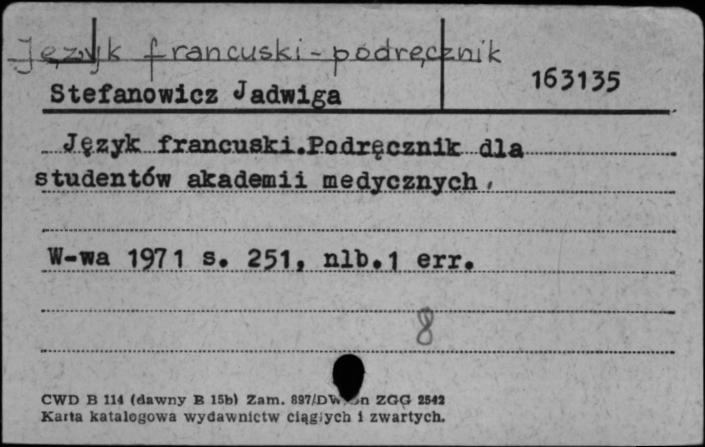 Język francuski - podręcznik
Stefanowicz Jadwiga
163135
Język francuski.Podręcznik dla
studentów akademii medycznych.
W-wa 1971 s. 251, nlb.1 err.
8
CWD B 114 (dawny B 15b) Zam. 897/DW ZGG 2542
Karta katalogowa wydawnictw ciągłych i zwartych.